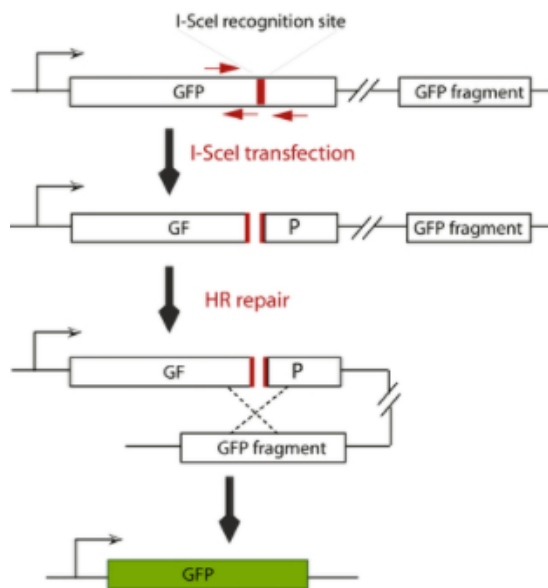 I-SceI recognition site
GFP
GFP fragment
I-SceI transfection
GF
P
GFP fragment
HR repair
GF
P
GFP fragment
GFP